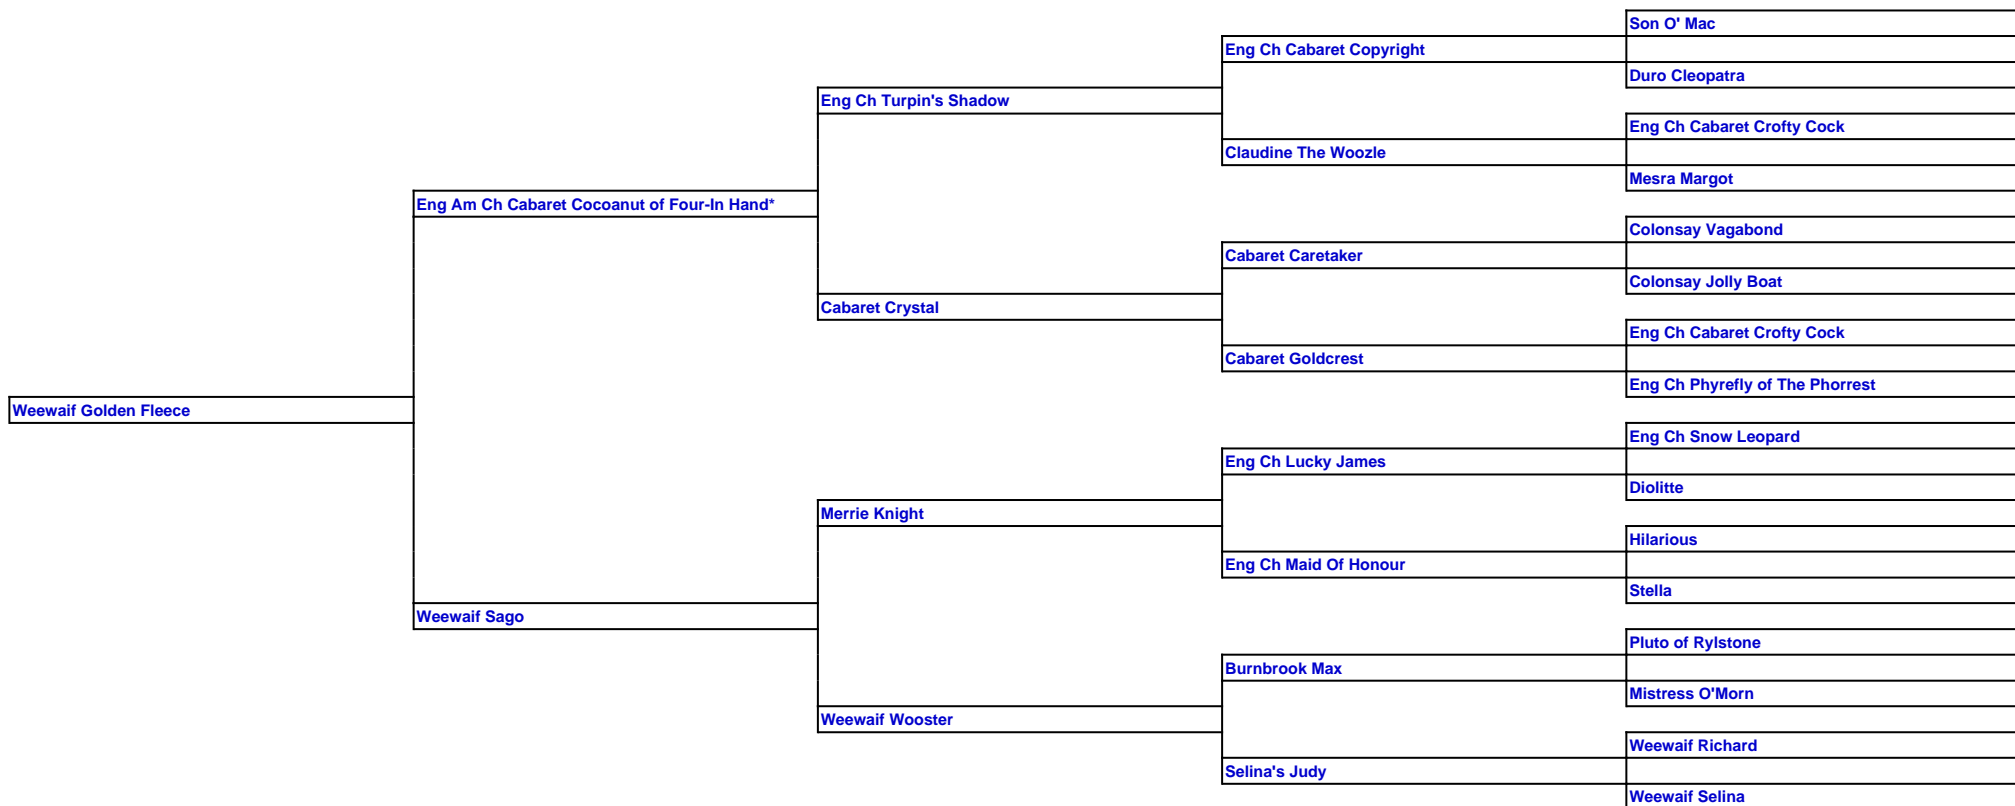 Son O' Mac
Eng Ch Cabaret Copyright
Duro Cleopatra
Eng Ch Turpin's Shadow
Eng Ch Cabaret Crofty Cock
Claudine The Woozle
Mesra Margot
Eng Am Ch Cabaret Cocoanut of Four-In Hand*
Colonsay Vagabond
Cabaret Caretaker
Colonsay Jolly Boat
Cabaret Crystal
Eng Ch Cabaret Crofty Cock
Cabaret Goldcrest
Eng Ch Phyrefly of The Phorrest
Weewaif Golden Fleece
Eng Ch Snow Leopard
Eng Ch Lucky James
Diolitte
Merrie Knight
Hilarious
Eng Ch Maid Of Honour
Stella
Weewaif Sago
Pluto of Rylstone
Burnbrook Max
Mistress O'Morn
Weewaif Wooster
Weewaif Richard
Selina's Judy
Weewaif Selina